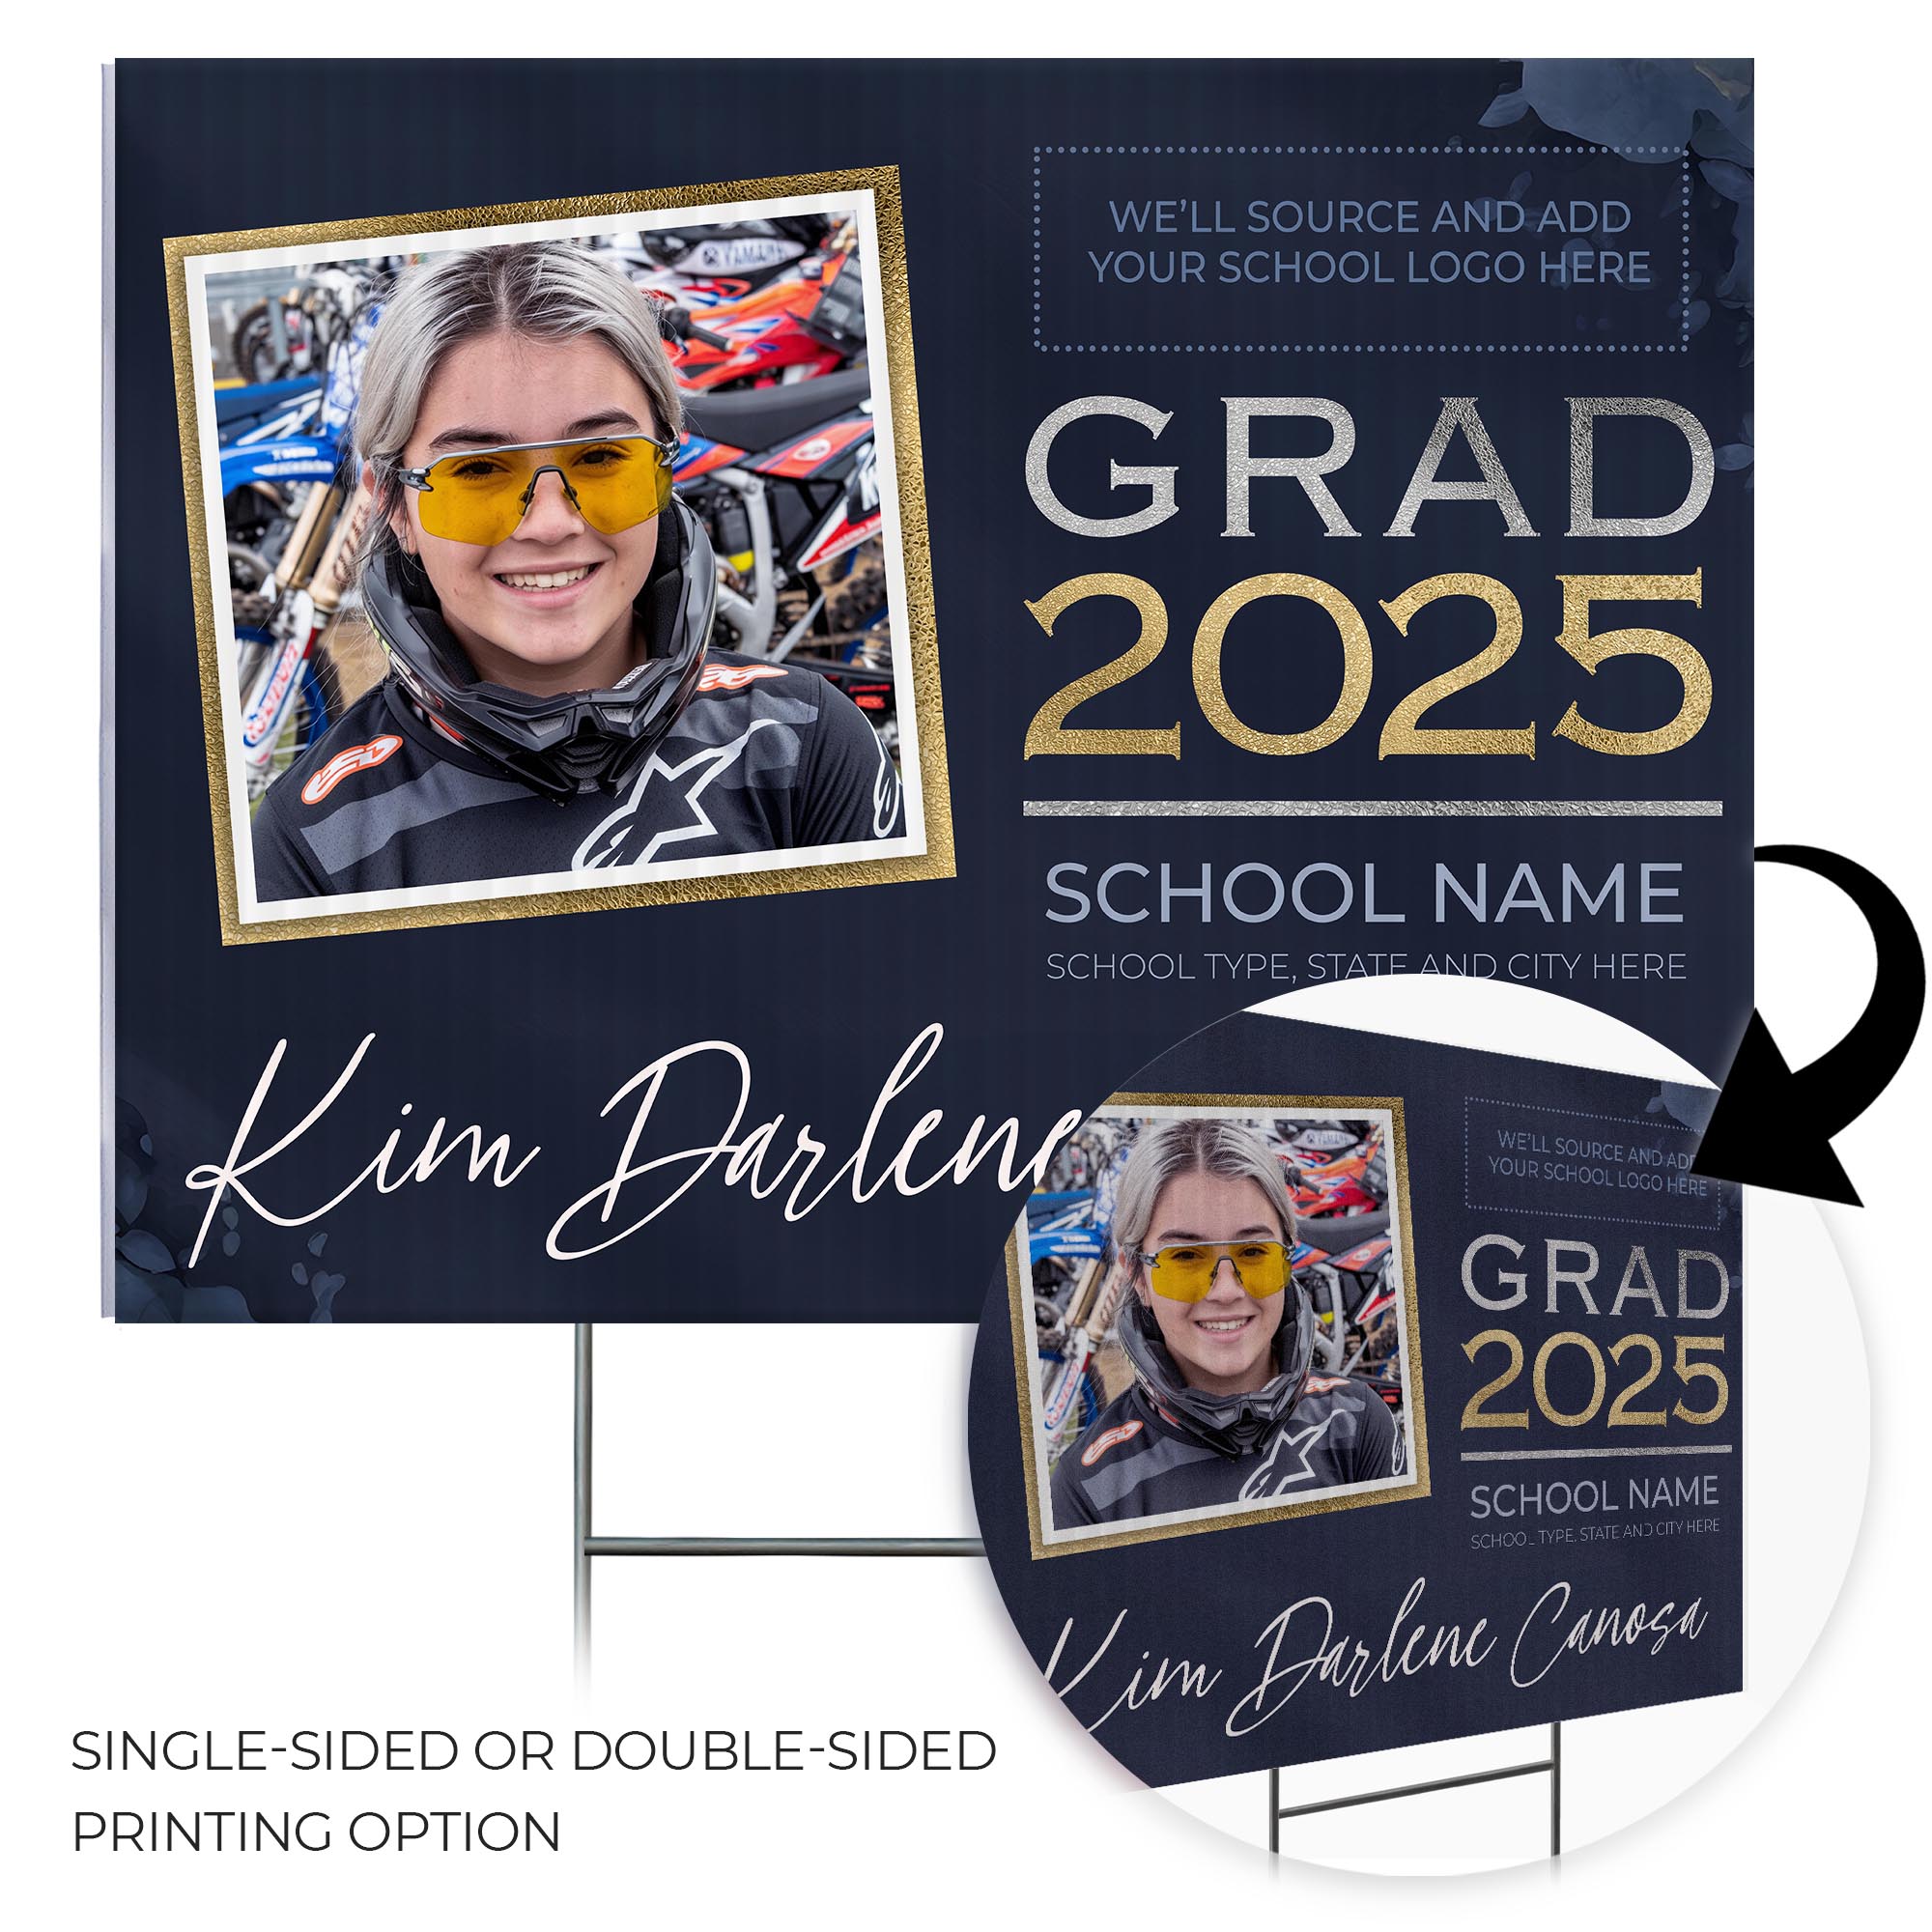 WE'LL SOURCE AND ADD
YOUR SCHOOL LOGO HERE
GRAD
2025
SCHOOL NAME
SCHOOL TYPE, STATE AND CITY HERE
YAMAHA
Kim Darlene
WE'LL SOURCE AND ADD
YOUR SCHOOL LOGO HERE
GRAD
2025
SCHOOL NAME
SCHOOL TYPE, STATE AND CITY HERE
Kim Darlene Canosa
SINGLE-SIDED OR DOUBLE-SIDED
PRINTING OPTION